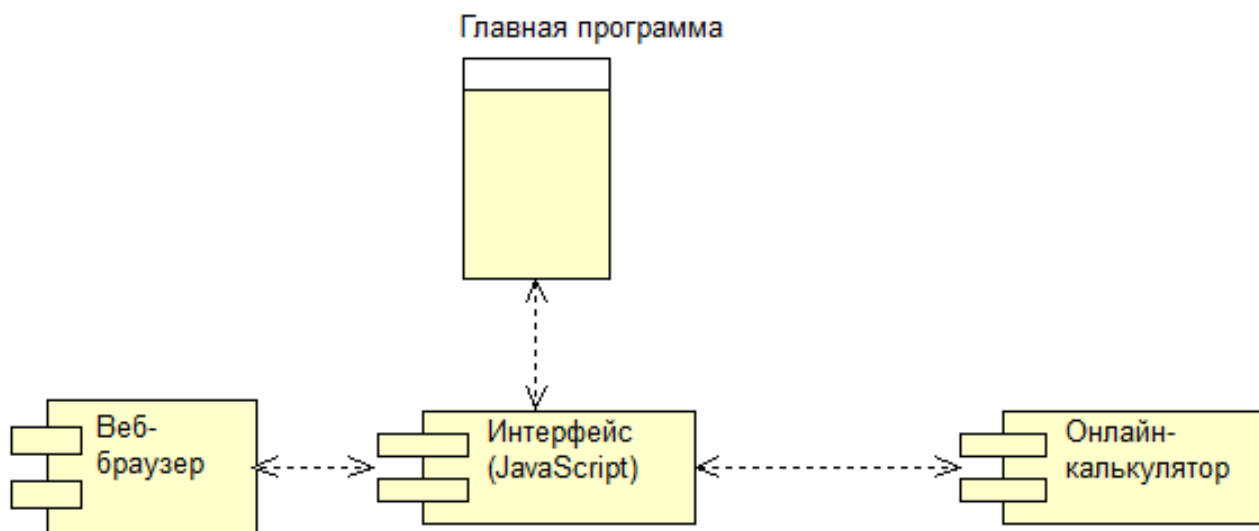 Главная программа
Веб-
браузер
Интерфейс
(JavaScript)
Онлайн-
калькулятор